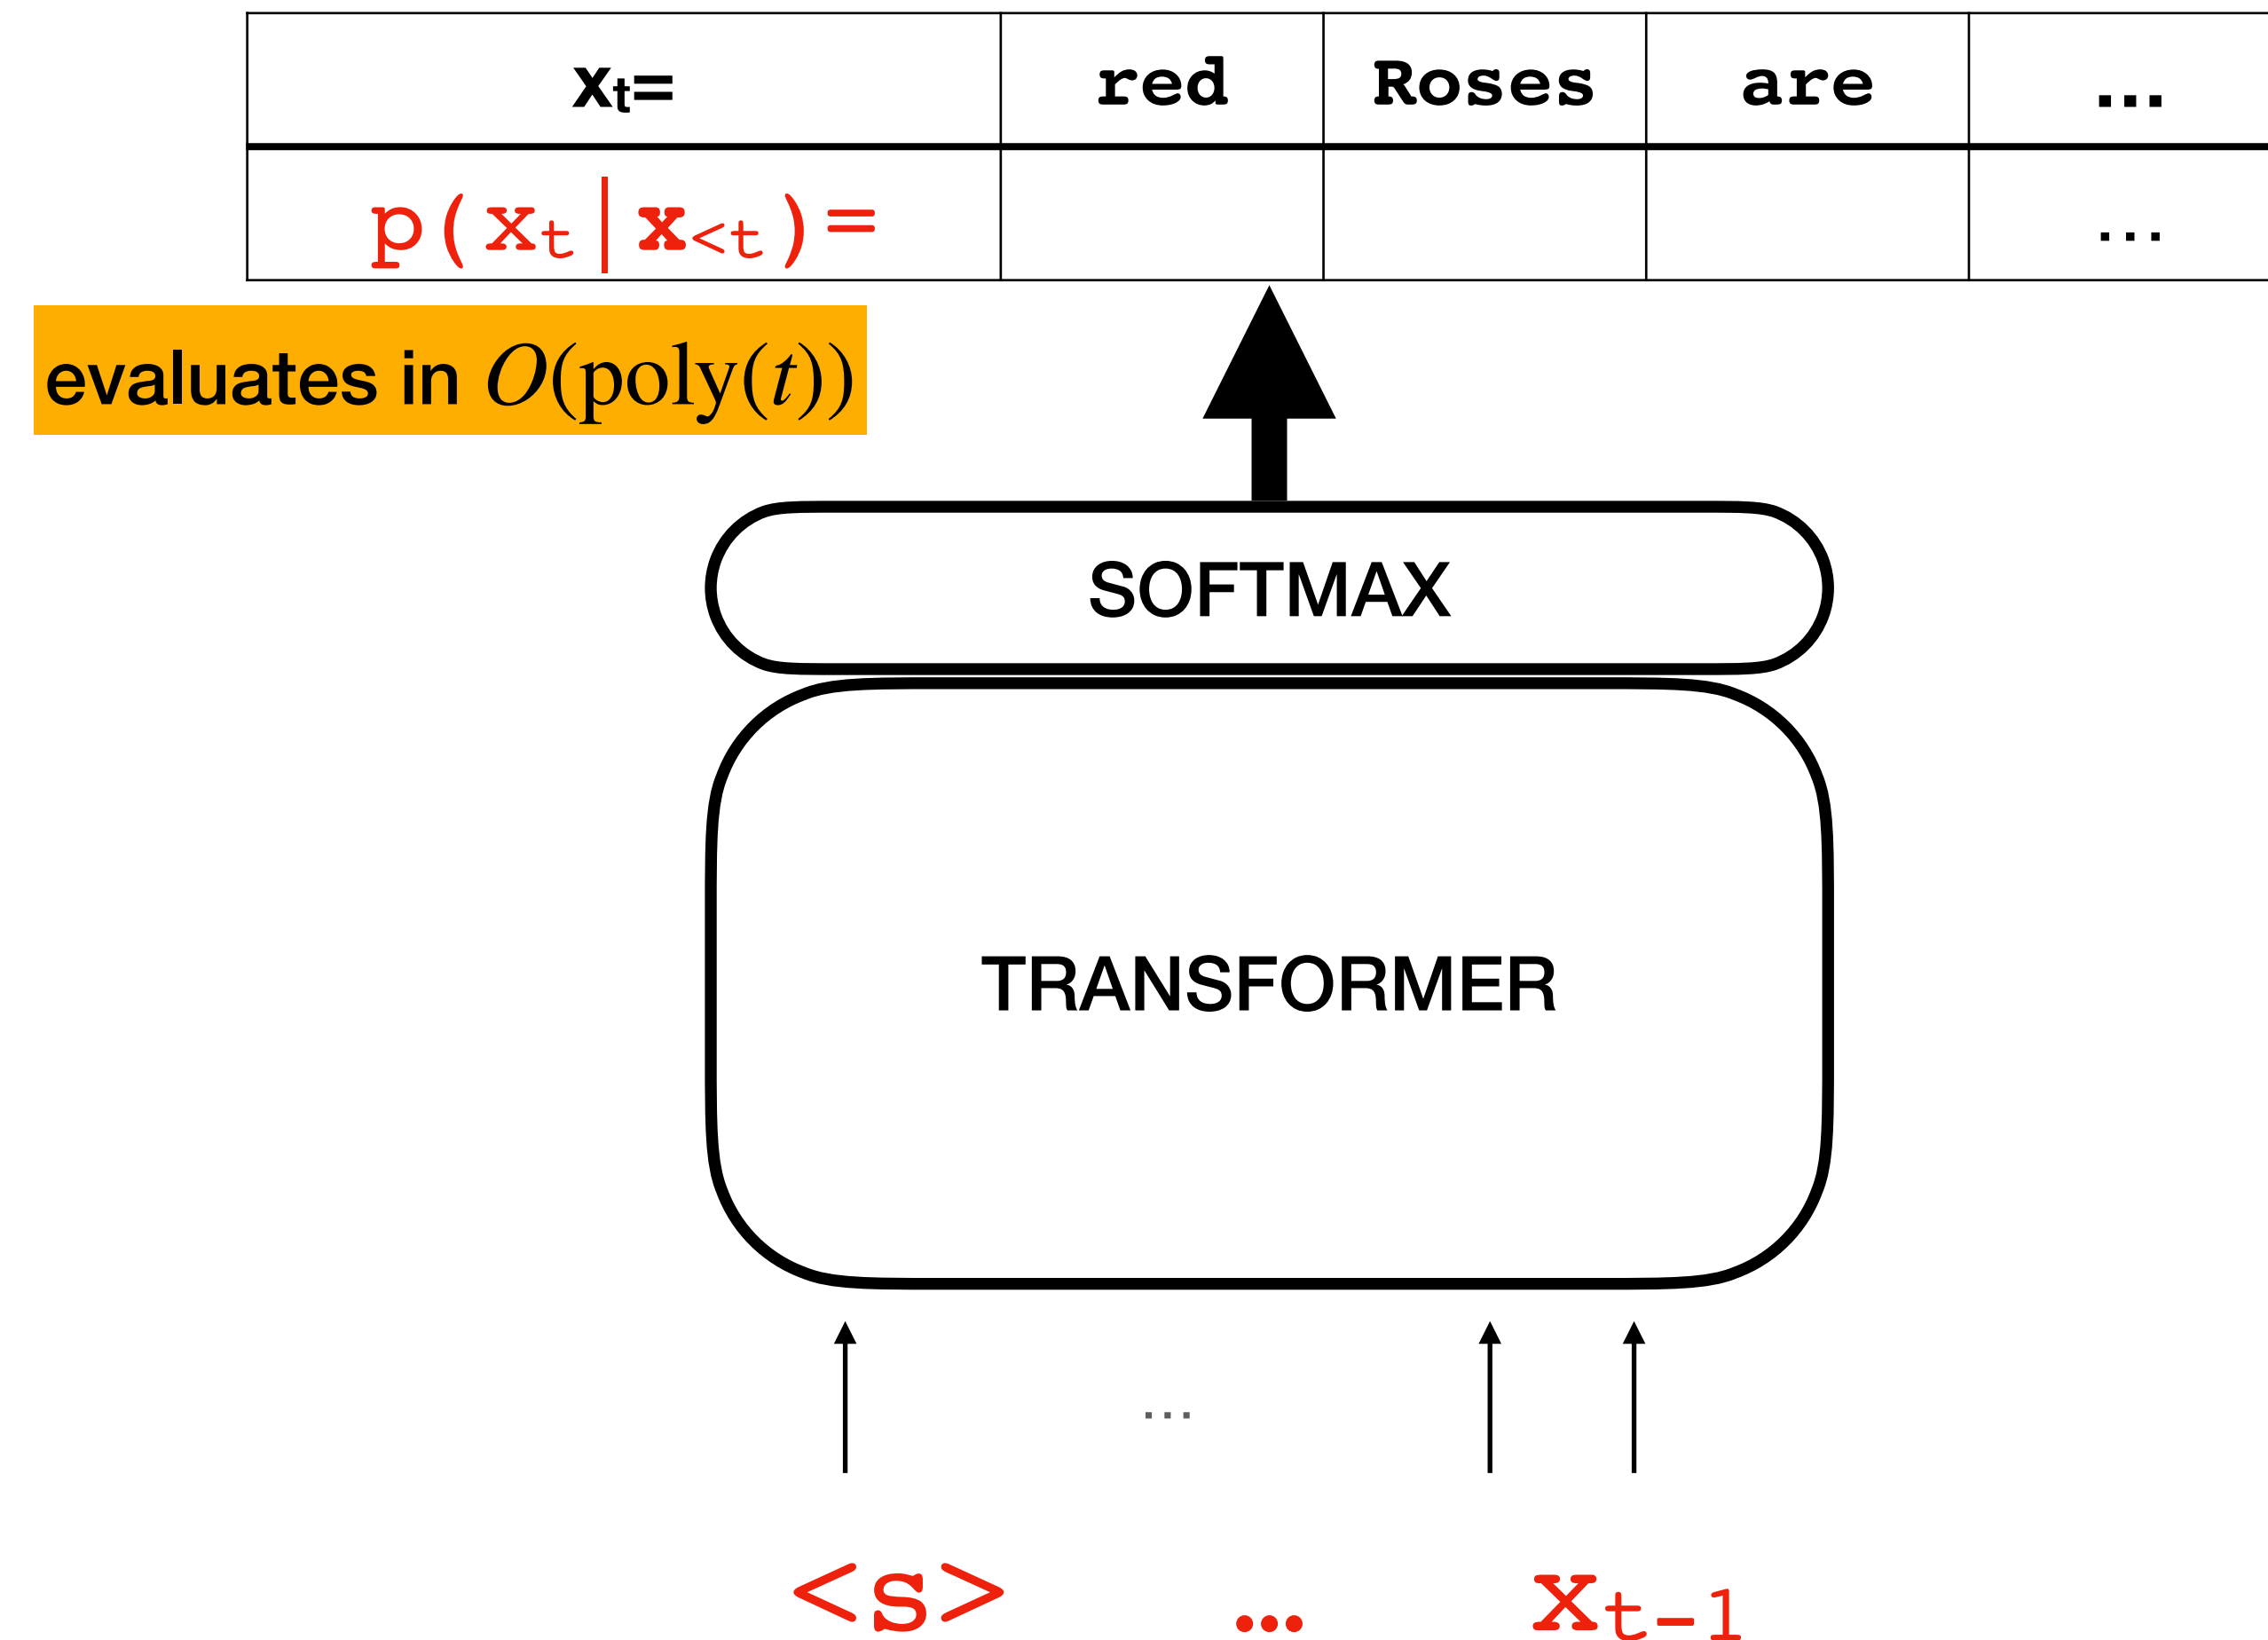 xt= red Roses are ...
p(xt|x<t)= ...
evaluates in O(poly(t))
SOFTMAX
TRANSFORMER
...
<s> … xt-1